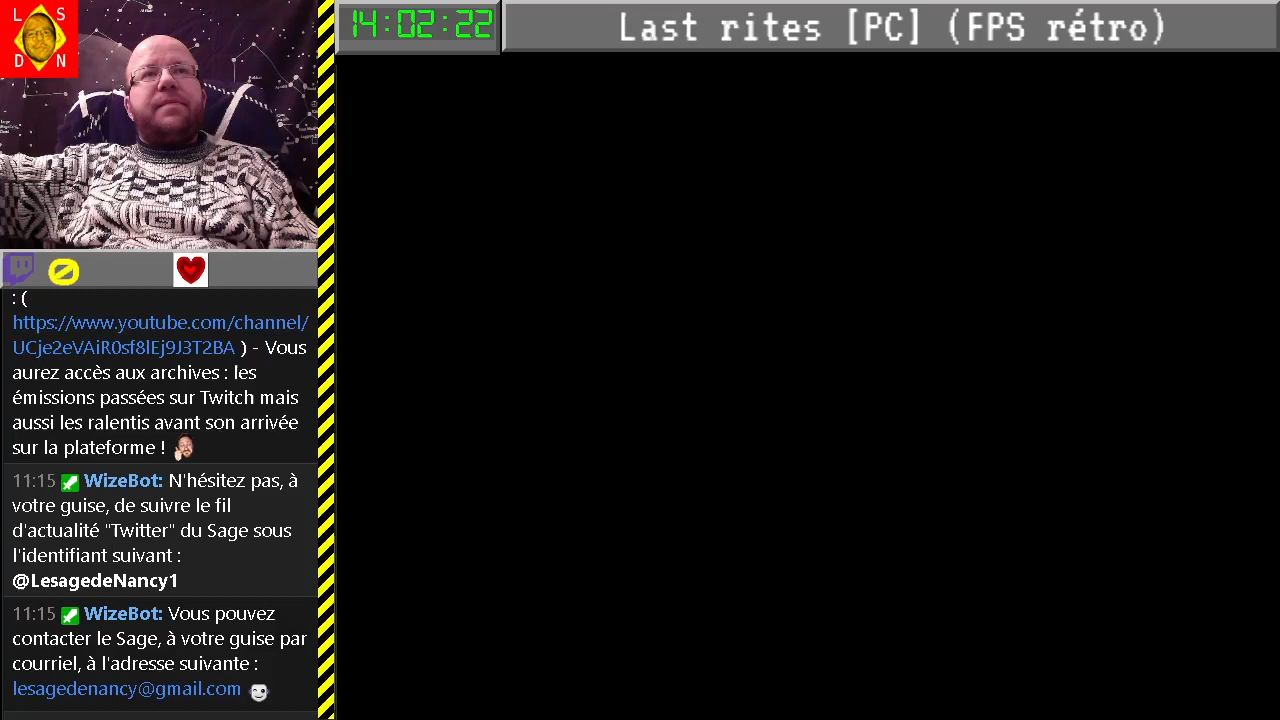 L S
D N
14:02:22
Last rites [PC] (FPS rétro)
: (
https://www.youtube.com/channel/
UCje2eVAiR0sf8lEj9J3T2BA ) - Vous
aurez accès aux archives : les
émissions passées sur Twitch mais
aussi les ralentis avant son arrivée
sur la plateforme !
11:15 WizeBot: N'hésitez pas, à
votre guise, de suivre le fil
d'actualité "Twitter" du Sage sous
l'identifiant suivant :
@LesagedeNancy1
11:15 WizeBot: Vous pouvez
contacter le Sage, à votre guise par
courriel, à l'adresse suivante :
lesagedenancy@gmail.com